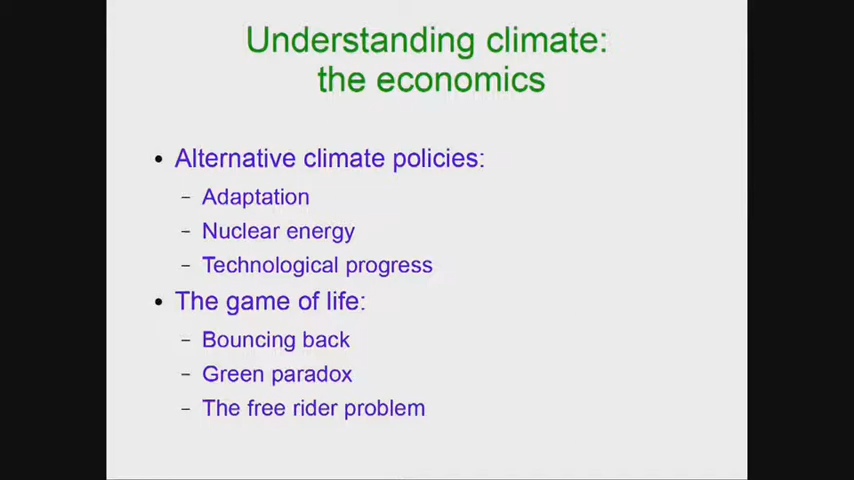 Understanding climate:
the economics
• Alternative climate policies:
– Adaptation
– Nuclear energy
– Technological progress
• The game of life:
– Bouncing back
– Green paradox
– The free rider problem